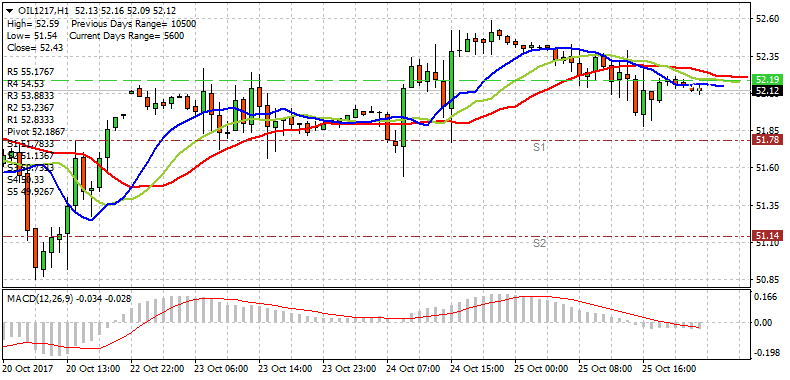 OIL1217,H1 52.13 52.16 52.09 52.12
High= 52.59 Previous Days Range= 10500
Low= 51.54 Current Days Range= 5600
Close= 52.43
R5 55.1767
R4 54.53
R3 53.8833
R2 53.2367
R1 52.8333
Pivot 52.1867
S1 51.7833
S2 51.1367
S4 50.33
S5 49.9267
S1
S2
52.60
52.35
52.19
52.12
51.85
51.78
51.60
51.35
51.14
51.10
50.85
MACD(12,26,9) -0.034 -0.028
0.166
0.00
-0.198
20 Oct 2017
20 Oct 13:00
22 Oct 22:00
23 Oct 06:00
23 Oct 14:00
23 Oct 23:00
24 Oct 07:00
24 Oct 15:00
25 Oct 00:00
25 Oct 08:00
25 Oct 16:00